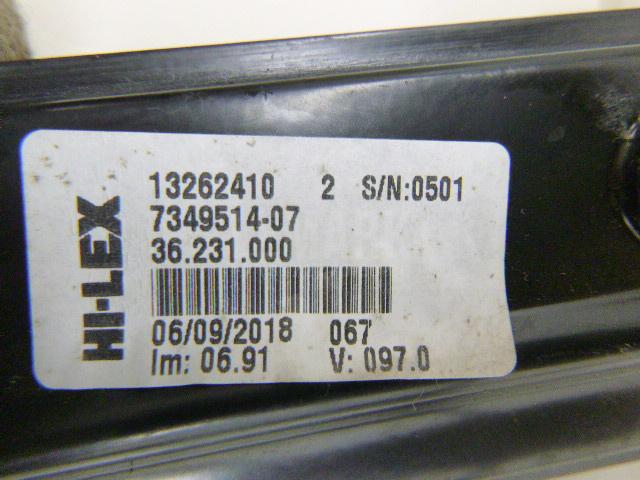 HI-LEX
13262410 2 S/N:0501
7349514-07
36.231.000
06/09/2018 067
Im: 06.91 V: 097.0